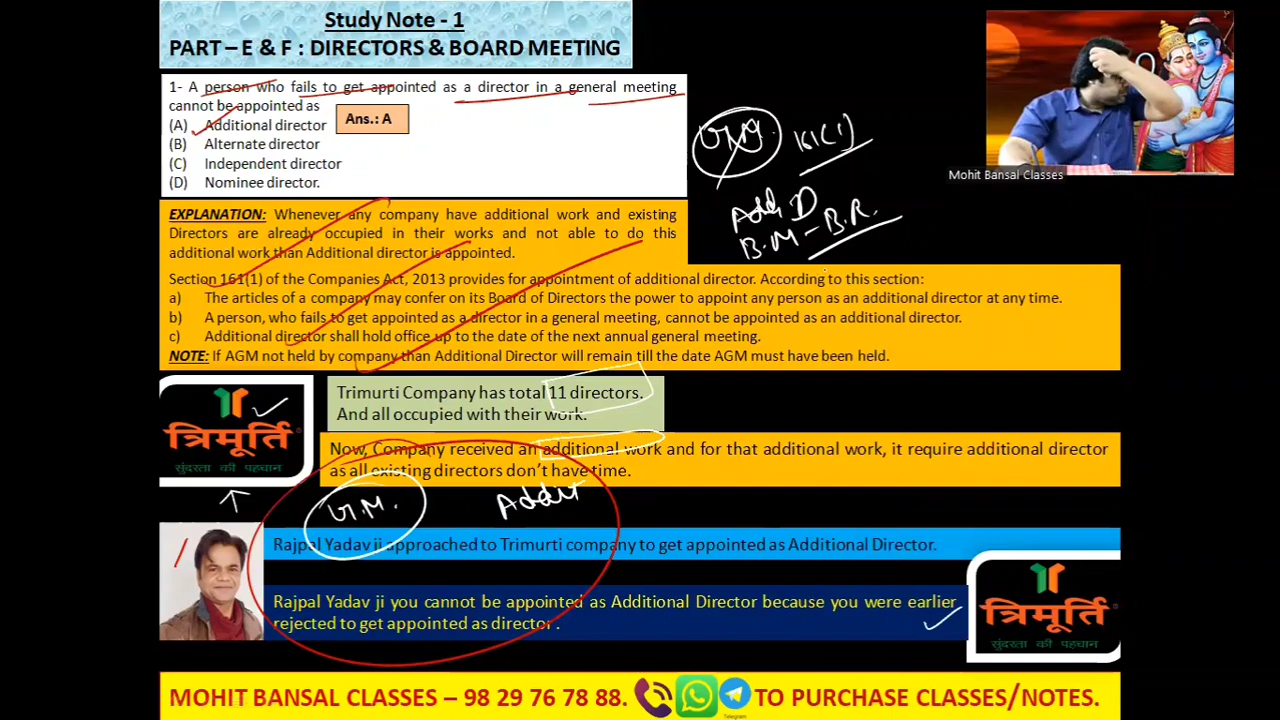 Study Note - 1
PART – E & F : DIRECTORS & BOARD MEETING
1- A person who fails to get appointed as a director in a general meeting
cannot be appointed as
(A) Additional director
(B) Alternate director
(C) Independent director
(D) Nominee director.
Ans.: A
G.M.
161(1)
Add. D
B.M – B.R.
Mohit Bansal Classes
EXPLANATION: Whenever any company have additional work and existing
Directors are already occupied in their works and not able to do this
additional work than Additional director is appointed.
Section 161(1) of the Companies Act, 2013 provides for appointment of additional director. According to this section:
a) The articles of a company may confer on its Board of Directors the power to appoint any person as an additional director at any time.
b) A person, who fails to get appointed as a director in a general meeting, cannot be appointed as an additional director.
c) Additional director shall hold office up to the date of the next annual general meeting.
NOTE: If AGM not held by company than Additional Director will remain till the date AGM must have been held.
त्रिमूर्ति
सुंदरता की पहचान
Trimurti Company has total 11 directors.
And all occupied with their work.
Now, Company received an additional work and for that additional work, it require additional director
as all existing directors don't have time.
G.M.
Addit
Rajpal Yadav ji approached to Trimurti company to get appointed as Additional Director.
Rajpal Yadav ji you cannot be appointed as Additional Director because you were earlier
rejected to get appointed as director .
त्रिमूर्ति
सुंदरता की पहचान
MOHIT BANSAL CLASSES – 98 29 76 78 88. TO PURCHASE CLASSES/NOTES.
Telegram